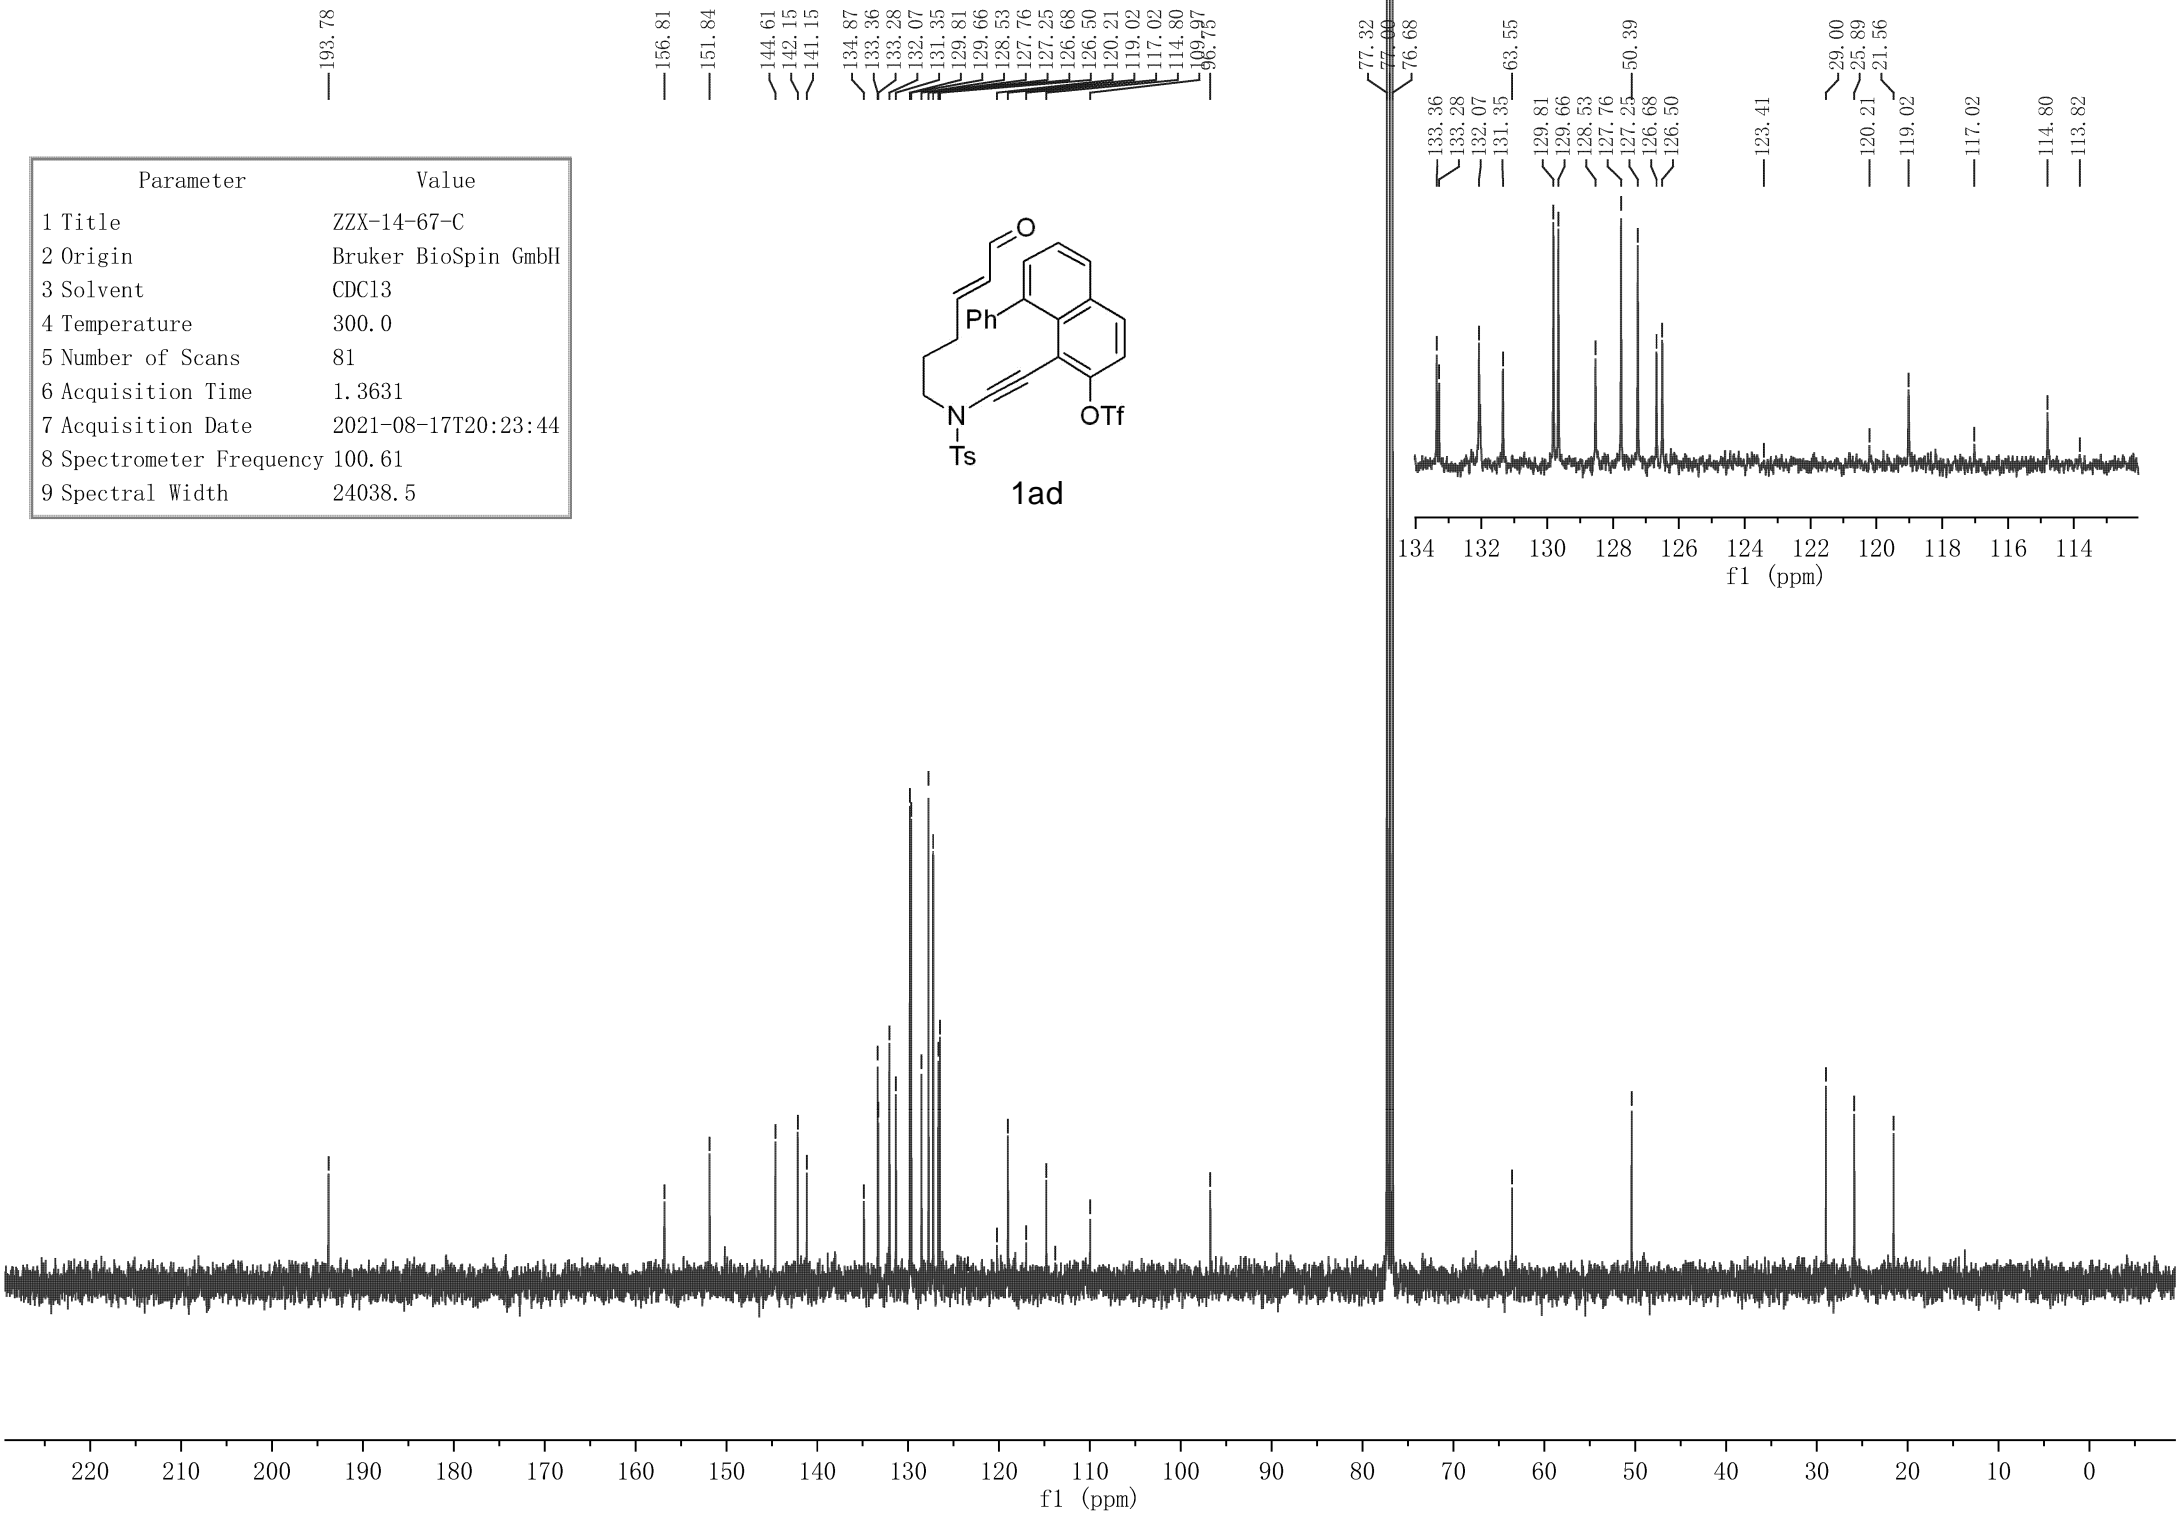 193.78
156.81
151.84
144.61
142.15
141.15
134.87
133.36
133.28
132.07
131.35
129.81
129.66
128.53
127.76
127.25
126.68
126.50
120.21
119.02
117.02
114.80
109.97
96.75
77.32
77.00
76.68
63.55
50.39
29.00
25.89
21.56
133.36
133.28
132.07
131.35
129.81
129.66
128.53
127.76
127.25
126.68
126.50
123.41
120.21
119.02
117.02
114.80
113.82
Parameter Value
1 Title ZZX-14-67-C
2 Origin Bruker BioSpin GmbH
3 Solvent CDCl3
4 Temperature 300.0
5 Number of Scans 81
6 Acquisition Time 1.3631
7 Acquisition Date 2021-08-17T20:23:44
8 Spectrometer Frequency 100.61
9 Spectral Width 24038.5
O
Ph
N
OTf
Ts
1ad
134 132 130 128 126 124 122 120 118 116 114
f1 (ppm)
220 210 200 190 180 170 160 150 140 130 120 110 100 90 80 70 60 50 40 30 20 10 0
f1 (ppm)